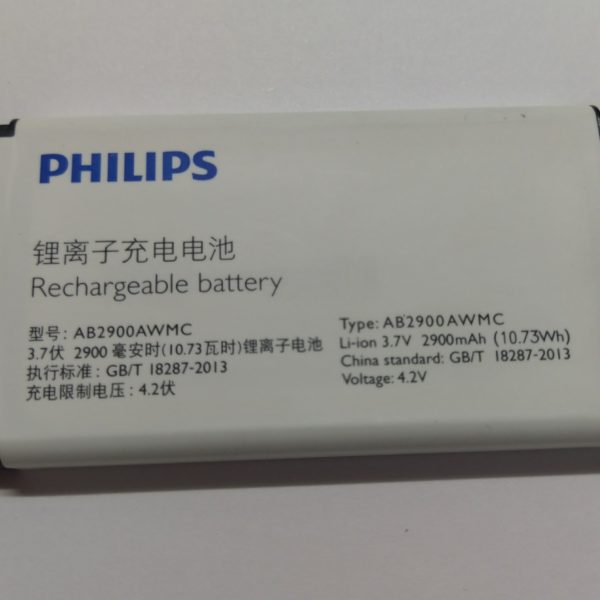 PHILIPS
锂离子充电电池
Rechargeable battery
型号: AB2900AWMC
3.7伏 2900 毫安时(10.73瓦时)锂离子电池
执行标准: GB/T 18287-2013
充电限制电压: 4.2伏
Type: AB2900AWMC
Li-ion 3.7V 2900mAh (10.73Wh)
China standard: GB/T 18287-2013
Voltage: 4.2V